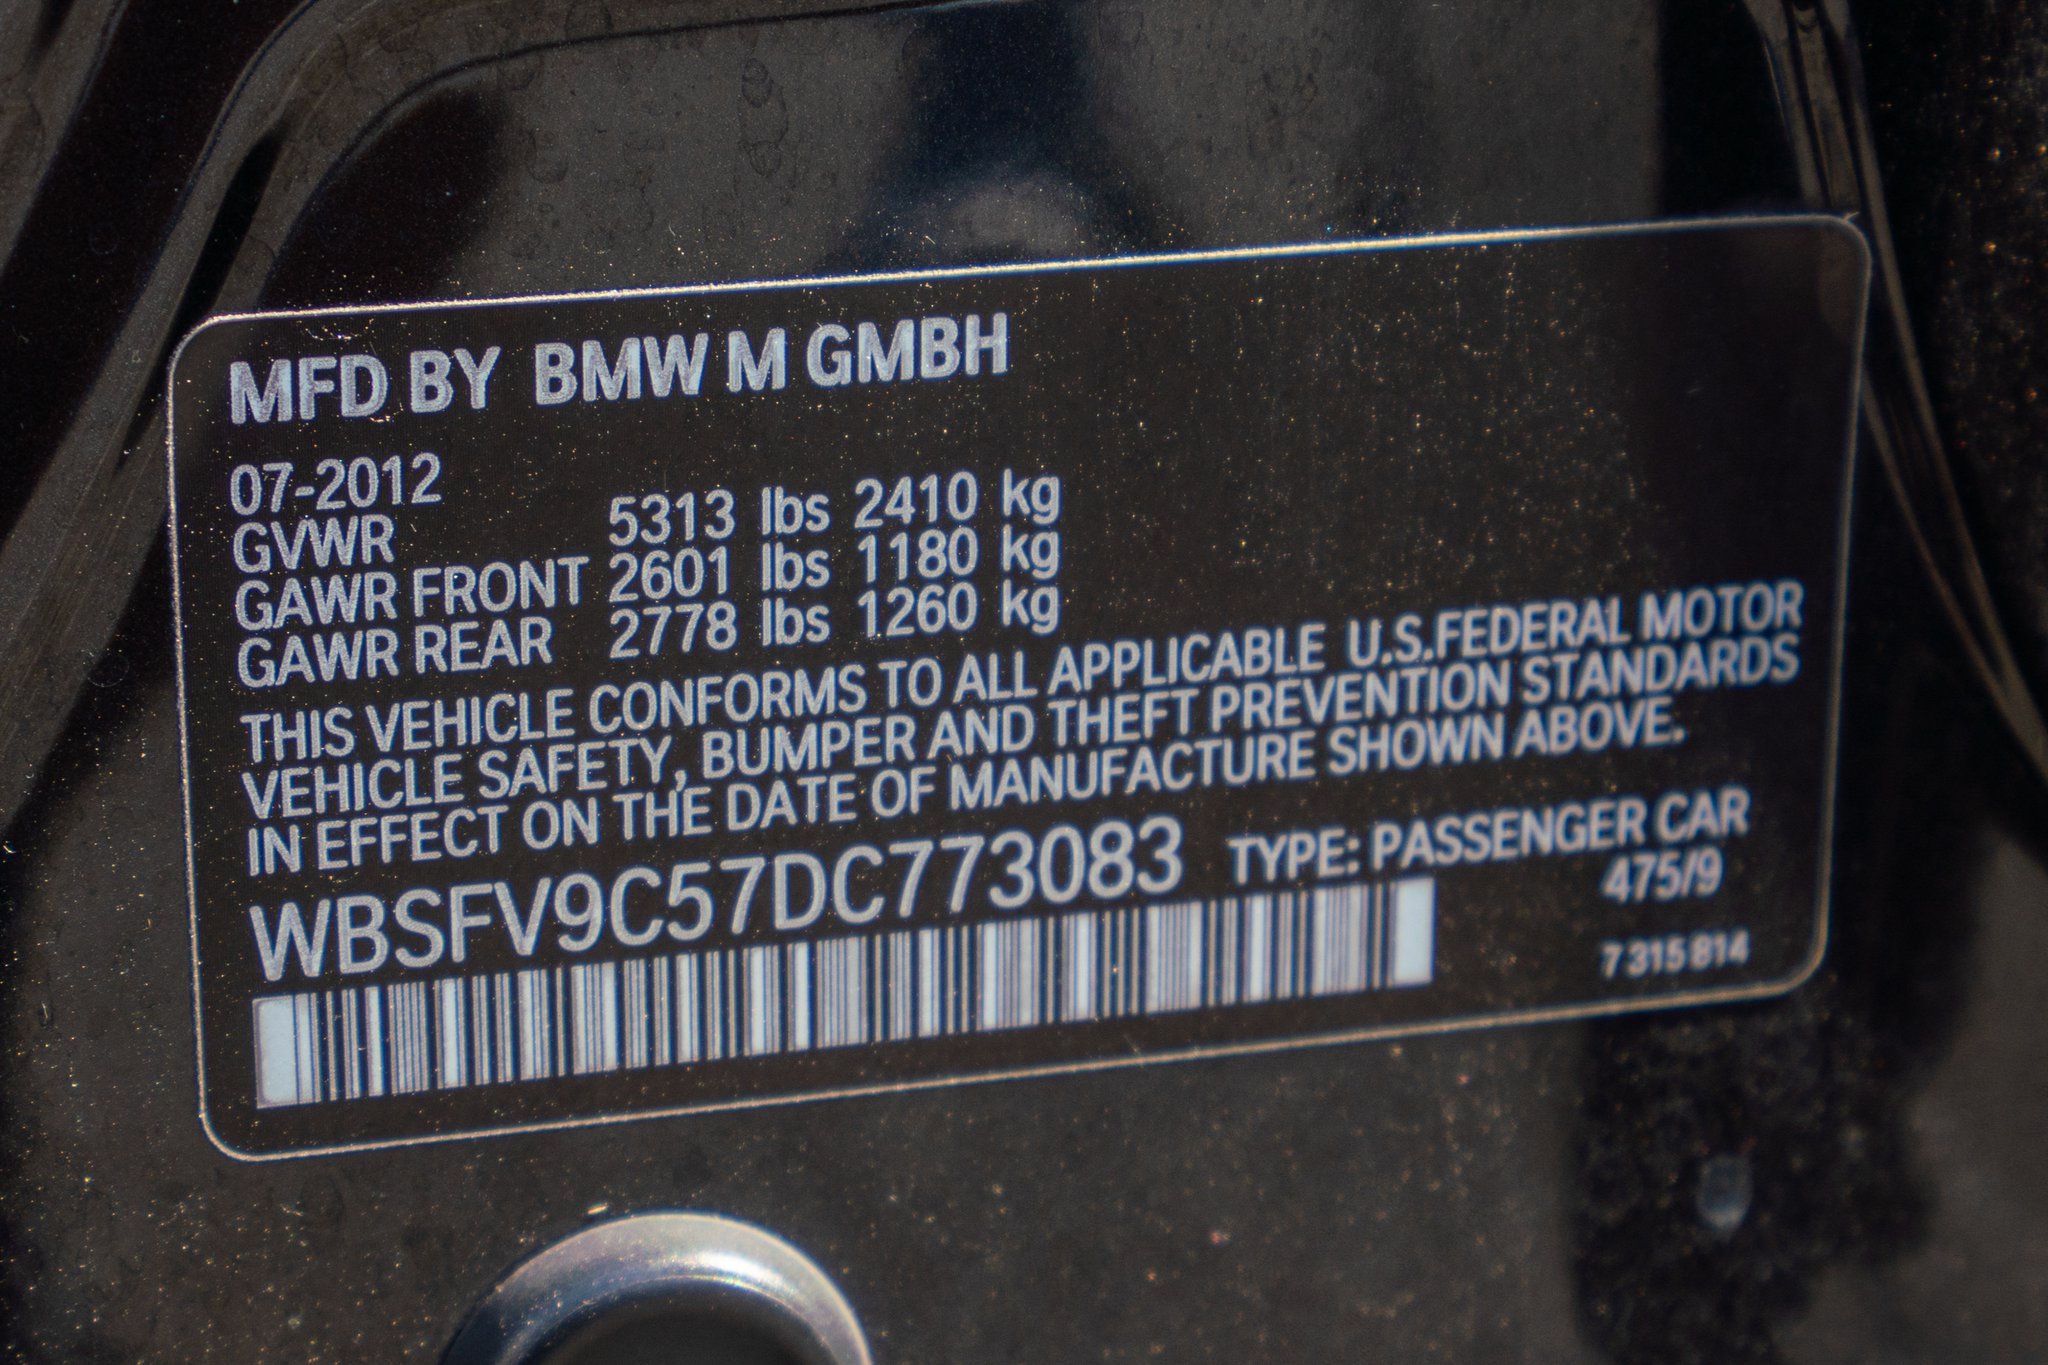 MFD BY BMW M GMBH
07-2012
GVWR 5313 lbs 2410 kg
GAWR FRONT 2601 lbs 1180 kg
GAWR REAR 2778 lbs 1260 kg
THIS VEHICLE CONFORMS TO ALL APPLICABLE U.S.FEDERAL MOTOR
VEHICLE SAFETY, BUMPER AND THEFT PREVENTION STANDARDS
IN EFFECT ON THE DATE OF MANUFACTURE SHOWN ABOVE.
WBSFV9C57DC773083 TYPE: PASSENGER CAR
475/9
7 315 814